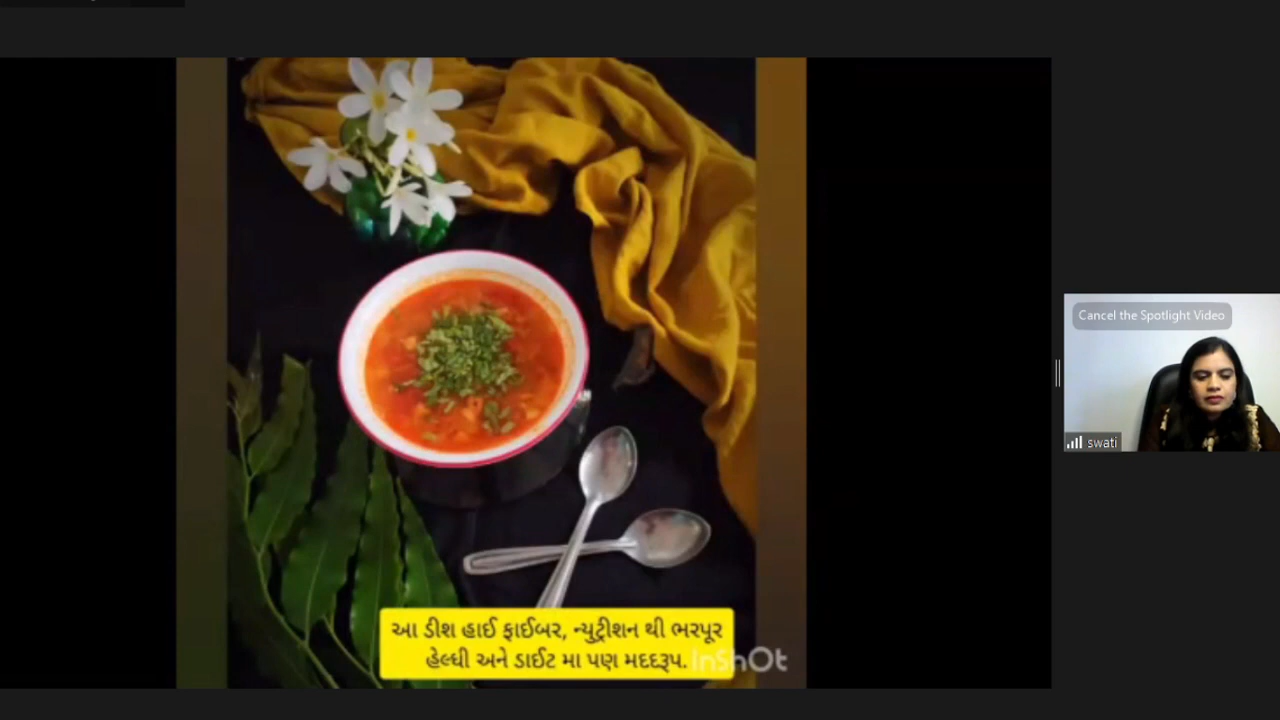 Cancel the Spotlight Video
swati
આ ડીશ હાઈ ફાઈબર, ન્યુટ્રીશન થી ભરપૂર
હેલ્ધી અને ડાઈટ મા પણ મદદરૂપ.
InShOt